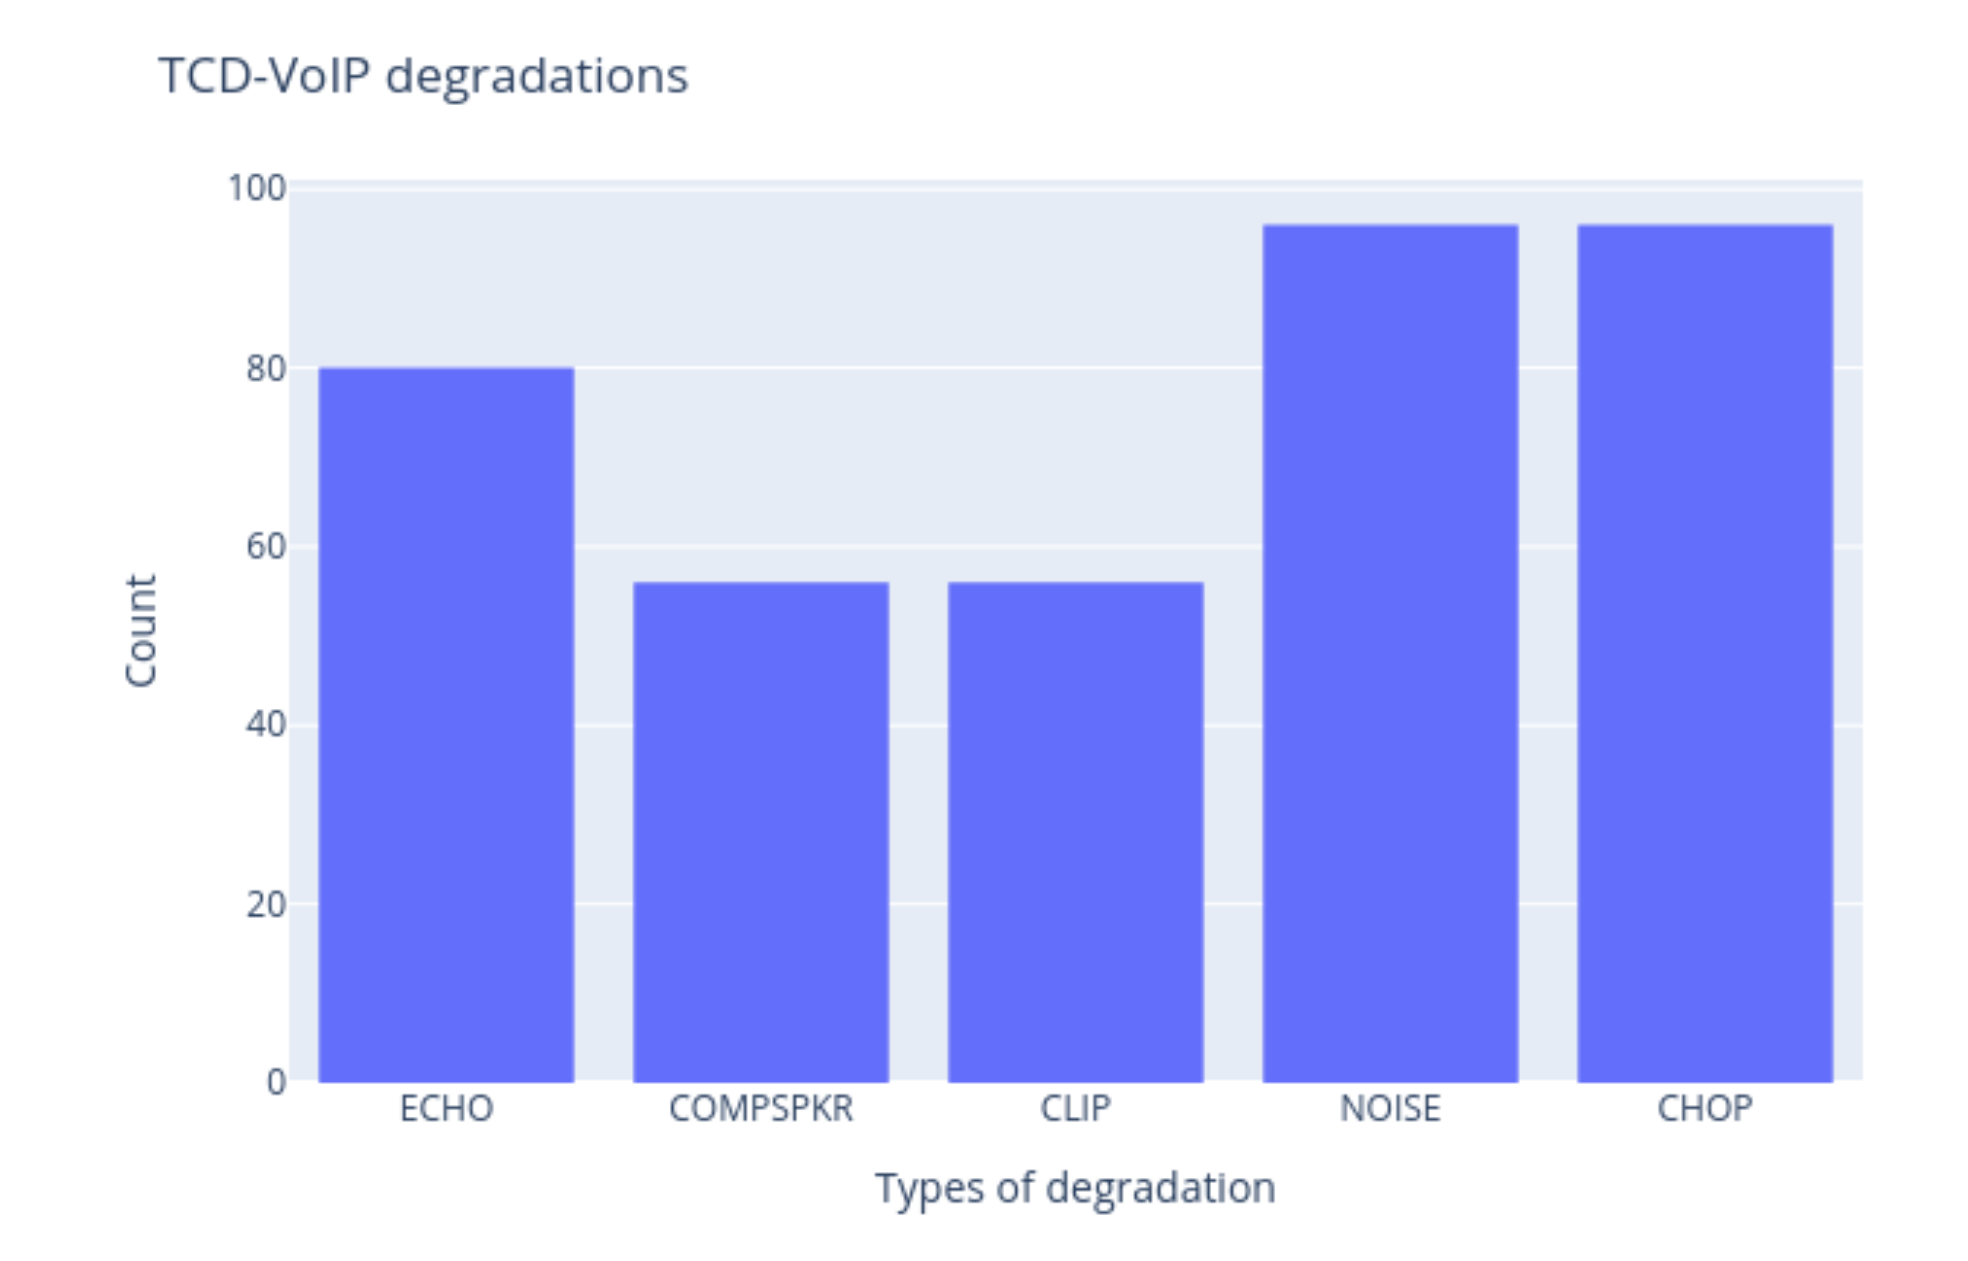 TCD-VoIP degradations
100
80
60
40
20
0
Count
ECHO COMPSPKR CLIP NOISE CHOP
Types of degradation